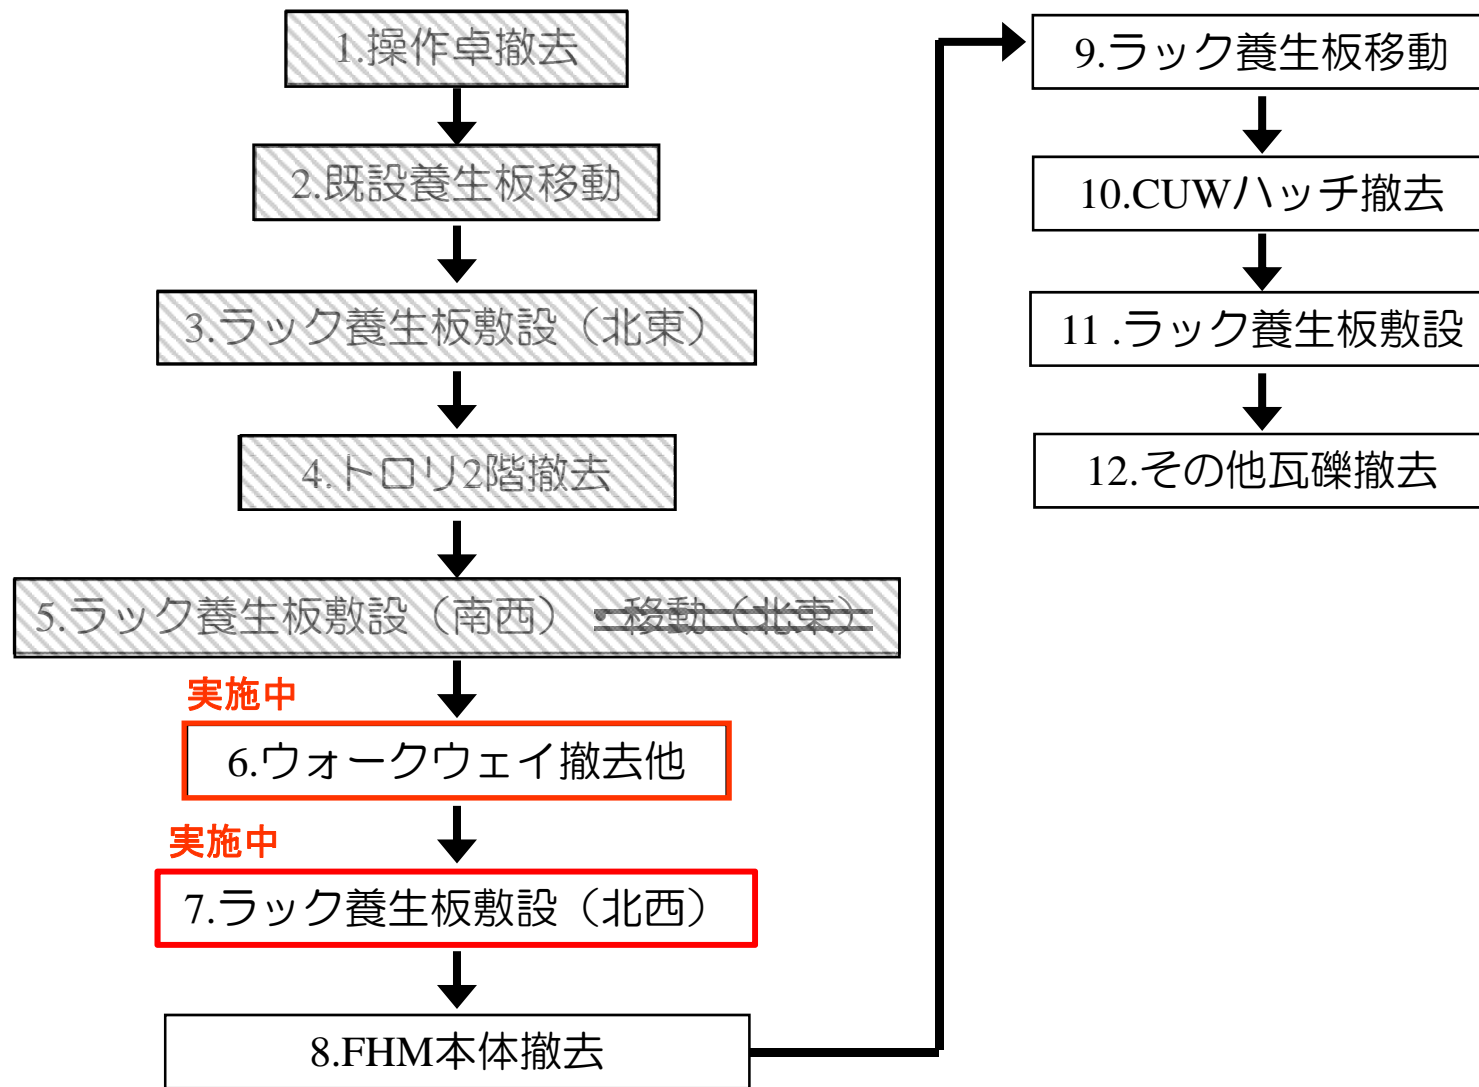 1.操作卓撤去
2.既設養生板移動
3.ラック養生板敷設（北東）
4.トロリ2階撤去
5.ラック養生板敷設（南西）・移動（北東）
実施中
6.ウォークウェイ撤去他
実施中
7.ラック養生板敷設（北西）
8.FHM本体撤去
9.ラック養生板移動
10.CUWハッチ撤去
11 .ラック養生板敷設
12.その他瓦礫撤去